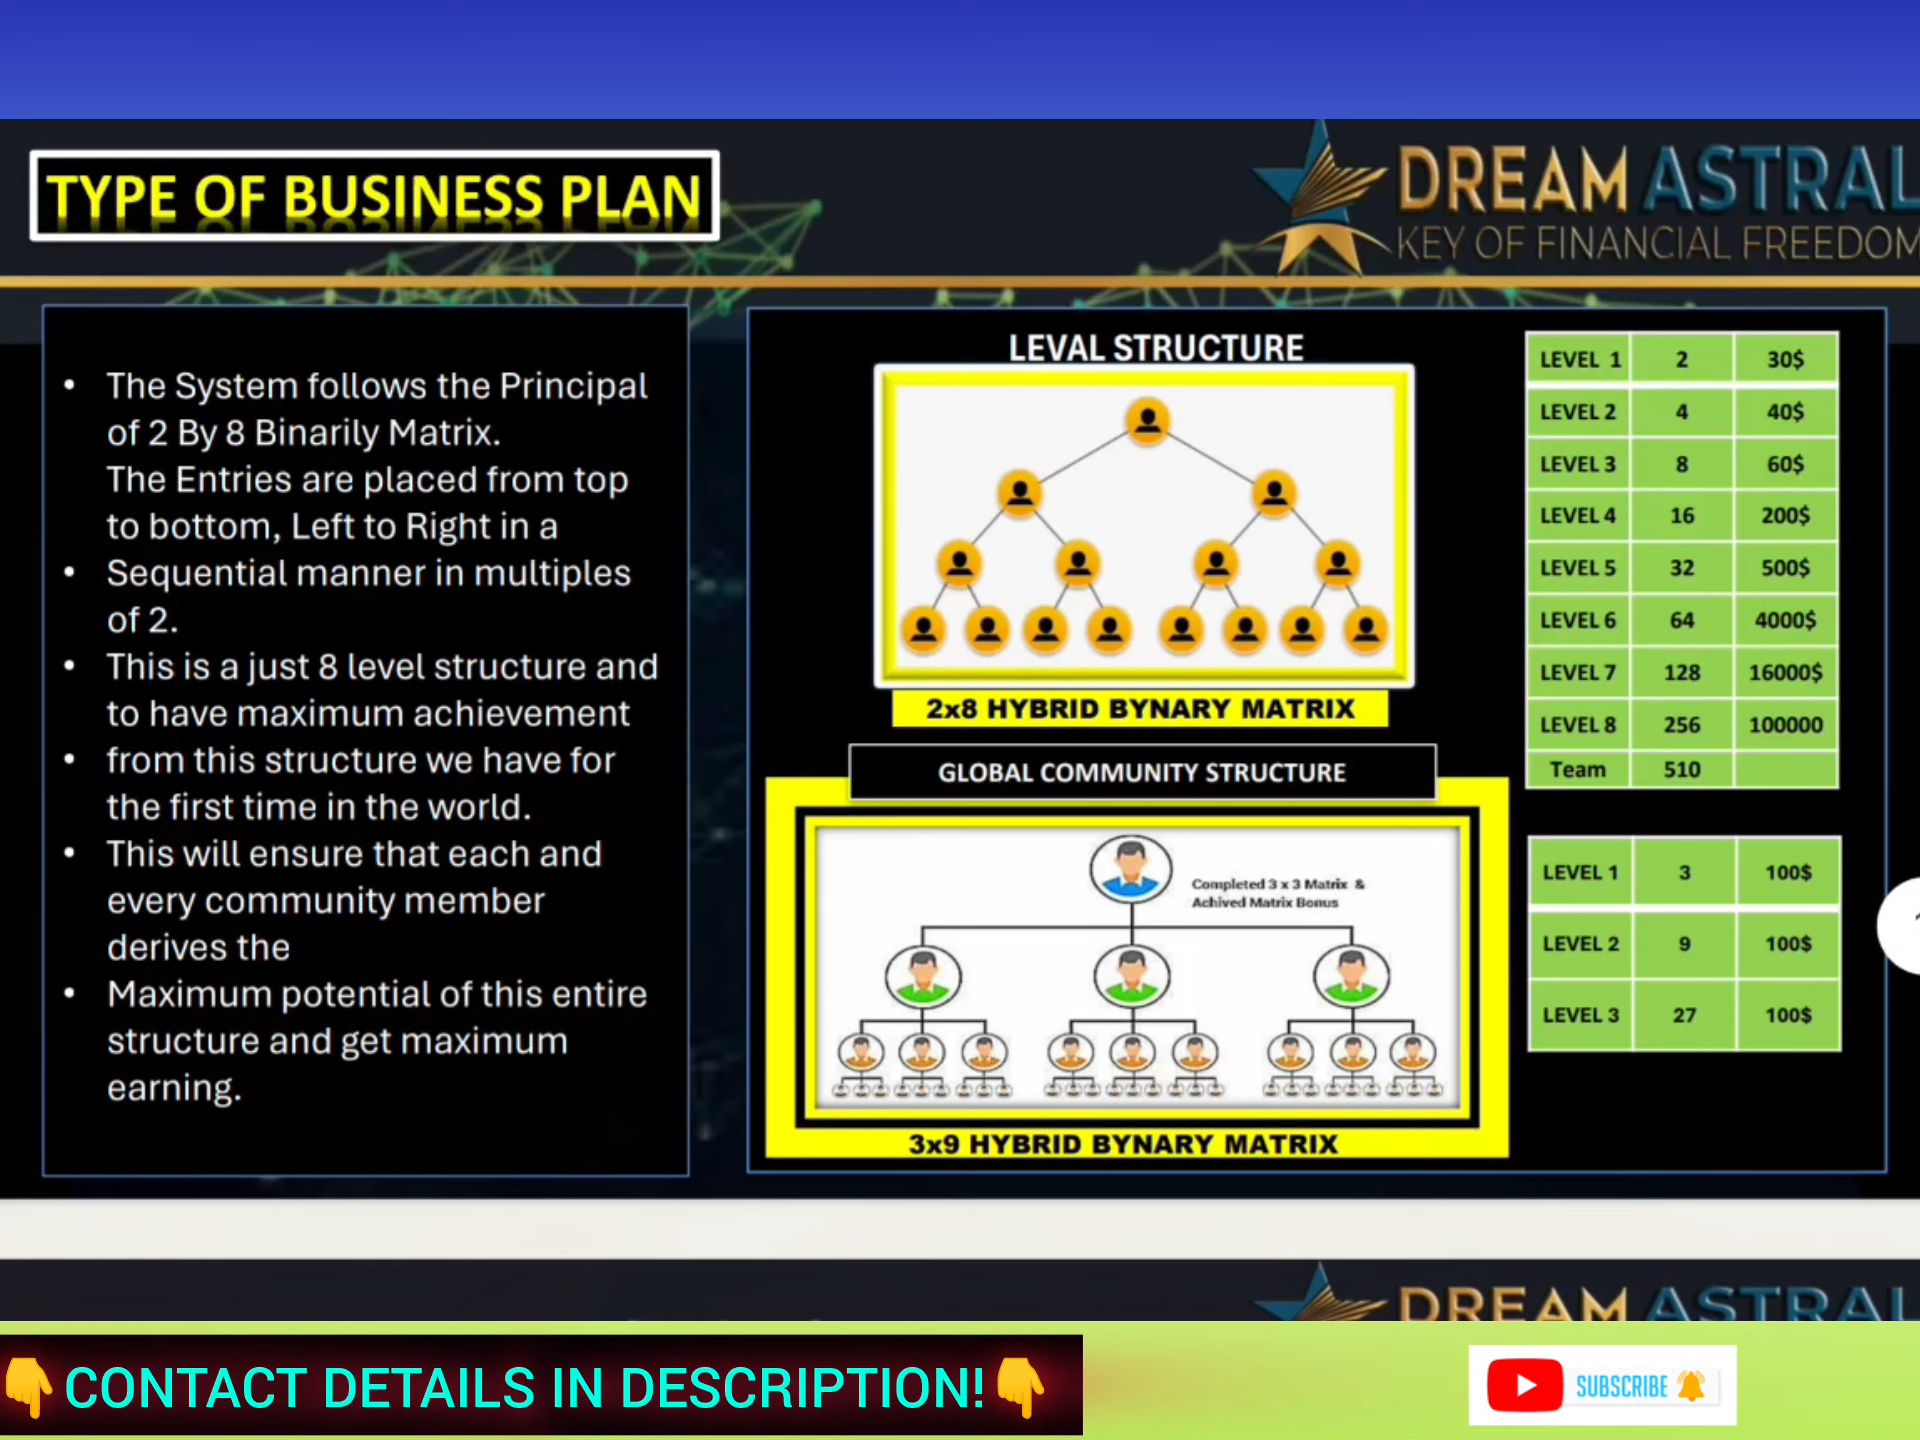 TYPE OF BUSINESS PLAN
DREAM ASTRAL
KEY OF FINANCIAL FREEDOM
• The System follows the Principal
of 2 By 8 Binarily Matrix.
The Entries are placed from top
to bottom, Left to Right in a
• Sequential manner in multiples
of 2.
• This is a just 8 level structure and
to have maximum achievement
• from this structure we have for
the first time in the world.
• This will ensure that each and
every community member
derives the
• Maximum potential of this entire
structure and get maximum
earning.
LEVAL STRUCTURE
2x8 HYBRID BYNARY MATRIX
GLOBAL COMMUNITY STRUCTURE
Completed 3 x 3 Matrix &
Achived Matrix Bonus
3x9 HYBRID BYNARY MATRIX
LEVEL 1 2 30$
LEVEL 2 4 40$
LEVEL 3 8 60$
LEVEL 4 16 200$
LEVEL 5 32 500$
LEVEL 6 64 4000$
LEVEL 7 128 16000$
LEVEL 8 256 100000
Team 510
LEVEL 1 3 100$
LEVEL 2 9 100$
LEVEL 3 27 100$
DREAM ASTRAL
CONTACT DETAILS IN DESCRIPTION!
SUBSCRIBE